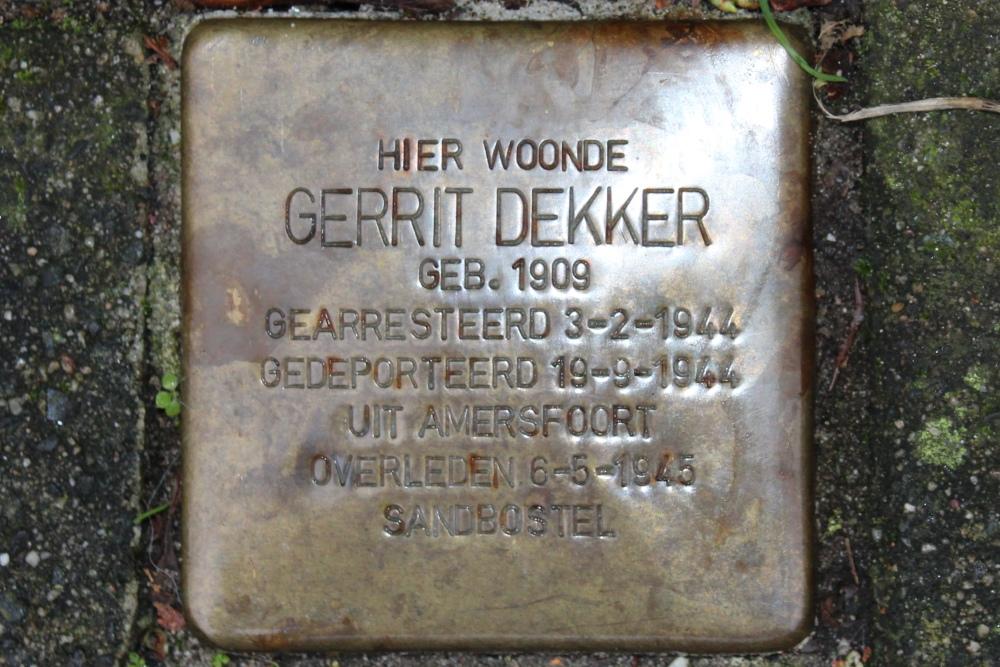 HIER WOONDE
GERRIT DEKKER
GEB. 1909
GEARRESTEERD 3-2-1944
GEDEPORTEERD 19-9-1944
UIT AMERSFOORT
OVERLEDEN 6-5-1945
SANDBOSTEL